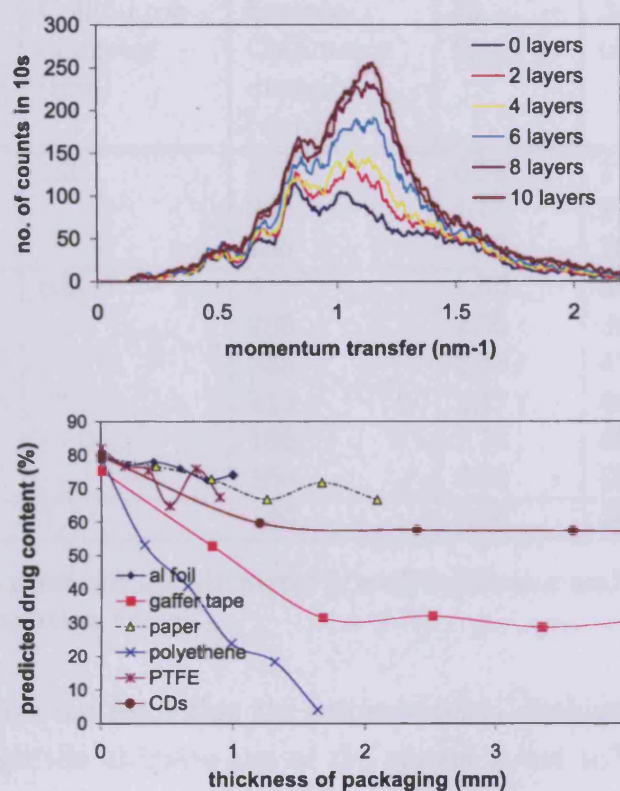 300
250
200
150
100
50
0
no. of counts in 10s
0 layers
2 layers
4 layers
6 layers
8 layers
10 layers
0 0.5 1 1.5 2
momentum transfer (nm-1)
90
80
70
60
50
40
30
20
10
0
predicted drug content (%)
al foil
gaffer tape
paper
polyethene
PTFE
CDs
0 1 2 3
thickness of packaging (mm)